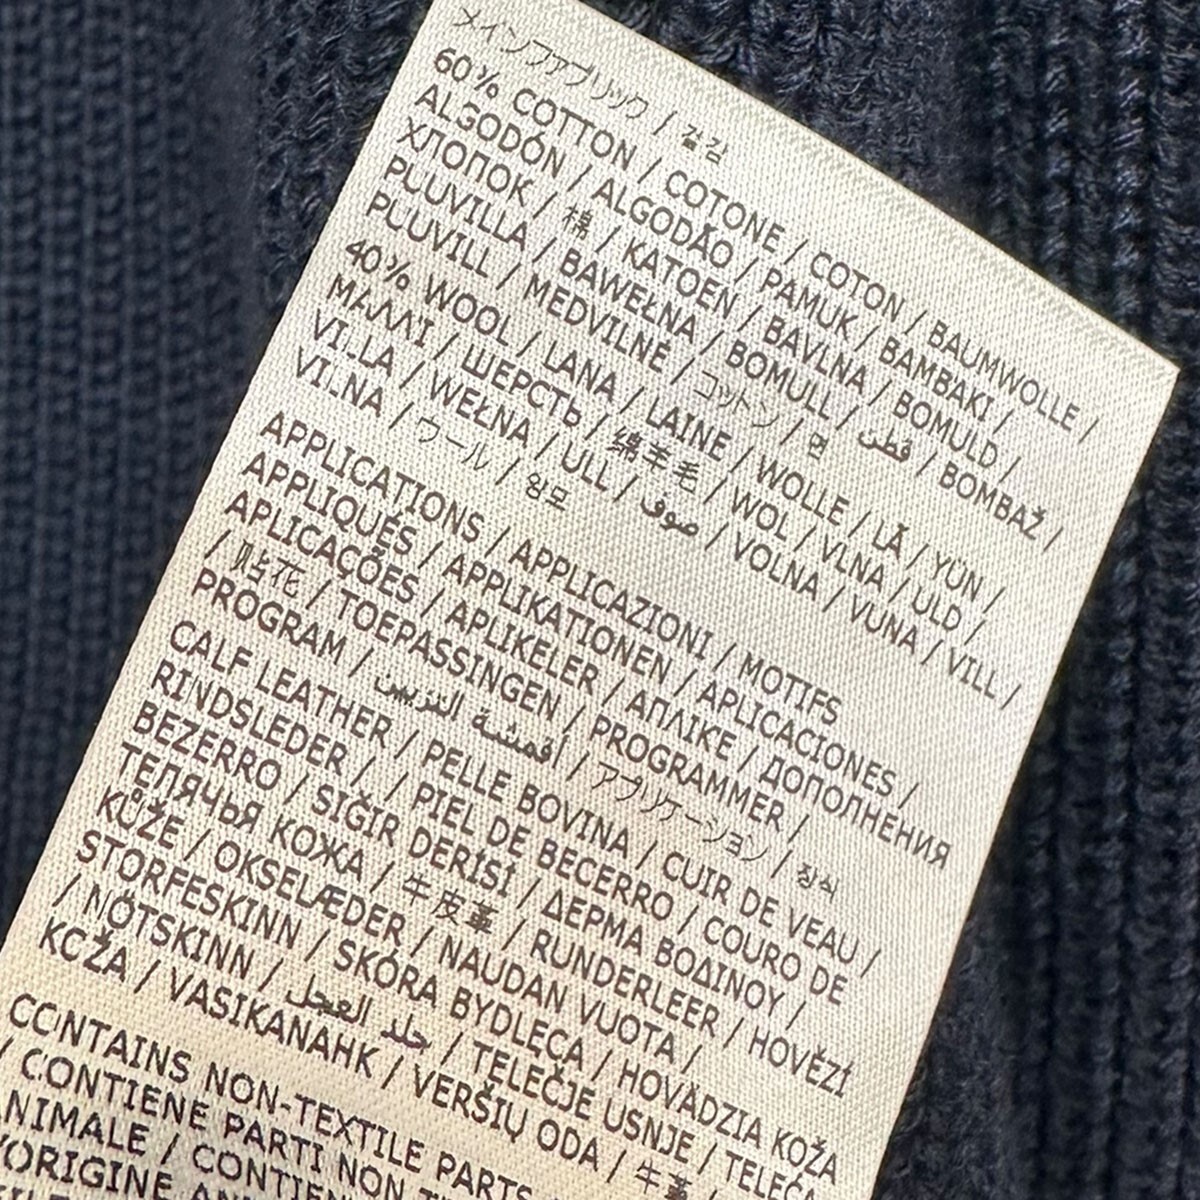 メインファブリック / 겉감
60% COTTON / COTONE / COTON / BAUMWOLLE /
ALGODÓN / ALGODÃO / PAMUK / BAMBAKI /
ХЛОПОК / 棉 / KATOEN / BAVLNA / BOMULD /
PUUVILLA / BAWEŁNA / BOMULL / قطن / BOMBAŽ /
PUUVILL / MEDVILNĖ / コットン / 면
40% WOOL / LANA / LAINE / WOLLE / LÃ / YÜN /
ΜΑΛΛΙ / ШЕРСТЬ / 绵羊毛 / WOL / VLNA / ULD /
VILLA / WEŁNA / ULL / صوف / VOLNA / VUNA / VILL /
VILNA / ウール / 양모
APPLICATIONS / APPLICAZIONI / MOTIFS
APPLIQUÉS / APPLIKATIONEN / APLICACIONES /
APLICAÇÕES / APLIKELER / ΑΠΛΙΚΕ / ДОПОЛНЕНИЯ
/ 贴花 / TOEPASSINGEN / PROGRAMMER /
PROGRAM / أقمشة التزيين / アプリケーション / 장식
CALF LEATHER / PELLE BOVINA / CUIR DE VEAU /
RINDSLEDER / / PIEL DE BECERRO / COURO DE
BEZERRO / SIĞIR DERİSİ / ΔΕΡΜΑ ΒΟΔΙΝΟΥ /
ТЕЛЯЧЬЯ КОЖА / 牛皮革 / RUNDERLEER / HOVĚZÍ
KŮŽE / OKSELÆDER / NAUDAN VUOTA /
STORFESKINN / SKÓRA BYDLĘCA / HOVÄDZIA KOŽA
/ NÖTSKINN / جلد العجل / TELEČJE USNJE / TELEĆA
KOŽA / VASIKANAHK / VERŠIŲ ODA / 牛革 /
CONTAINS NON-TEXTILE PARTS
/ CONTIENE PARTI NON
ANIMALE / CONTIEN
ORIGINE